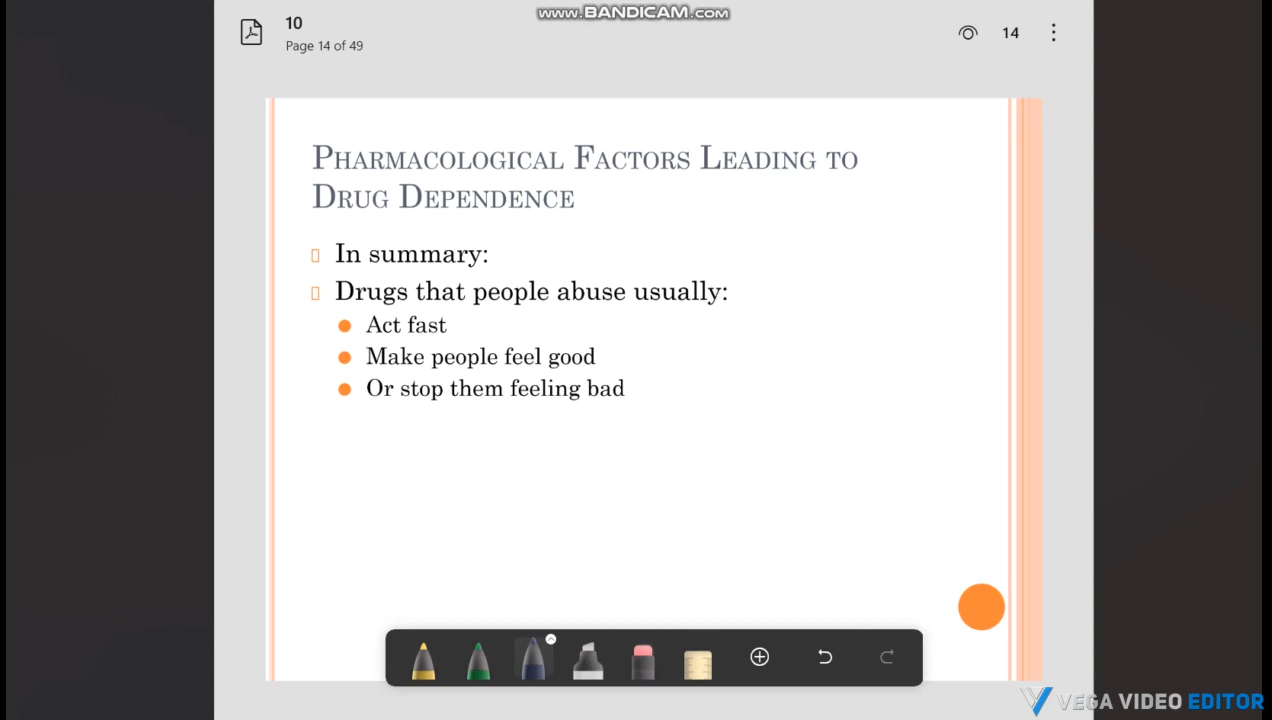 www.BANDICAM.com
10
Page 14 of 49
14
Pharmacological Factors Leading to
Drug Dependence
In summary:
Drugs that people abuse usually:
Act fast
Make people feel good
Or stop them feeling bad
VEGA VIDEO EDITOR